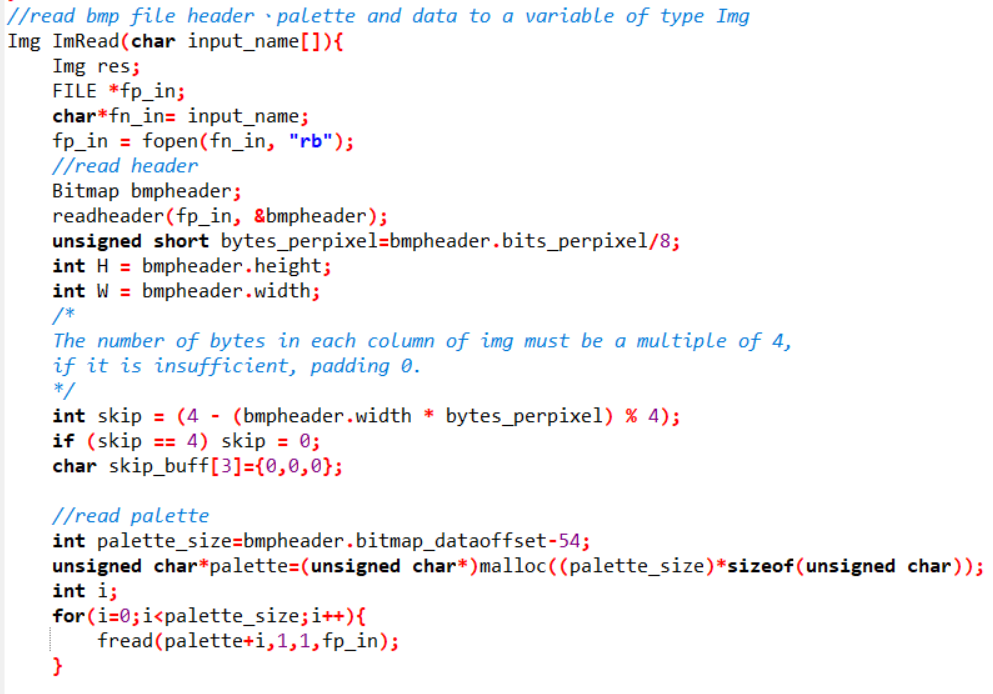 //read bmp file header、palette and data to a variable of type Img
Img ImRead(char input_name[]){
    Img res;
    FILE *fp_in;
    char*fn_in= input_name;
    fp_in = fopen(fn_in, "rb");
    //read header
    Bitmap bmpheader;
    readheader(fp_in, &bmpheader);
    unsigned short bytes_perpixel=bmpheader.bits_perpixel/8;
    int H = bmpheader.height;
    int W = bmpheader.width;
    /*
    The number of bytes in each column of img must be a multiple of 4,
    if it is insufficient, padding 0.
    */
    int skip = (4 - (bmpheader.width * bytes_perpixel) % 4);
    if (skip == 4) skip = 0;
    char skip_buff[3]={0,0,0};

    //read palette
    int palette_size=bmpheader.bitmap_dataoffset-54;
    unsigned char*palette=(unsigned char*)malloc((palette_size)*sizeof(unsigned char));
    int i;
    for(i=0;i<palette_size;i++){
        fread(palette+i,1,1,fp_in);
    }